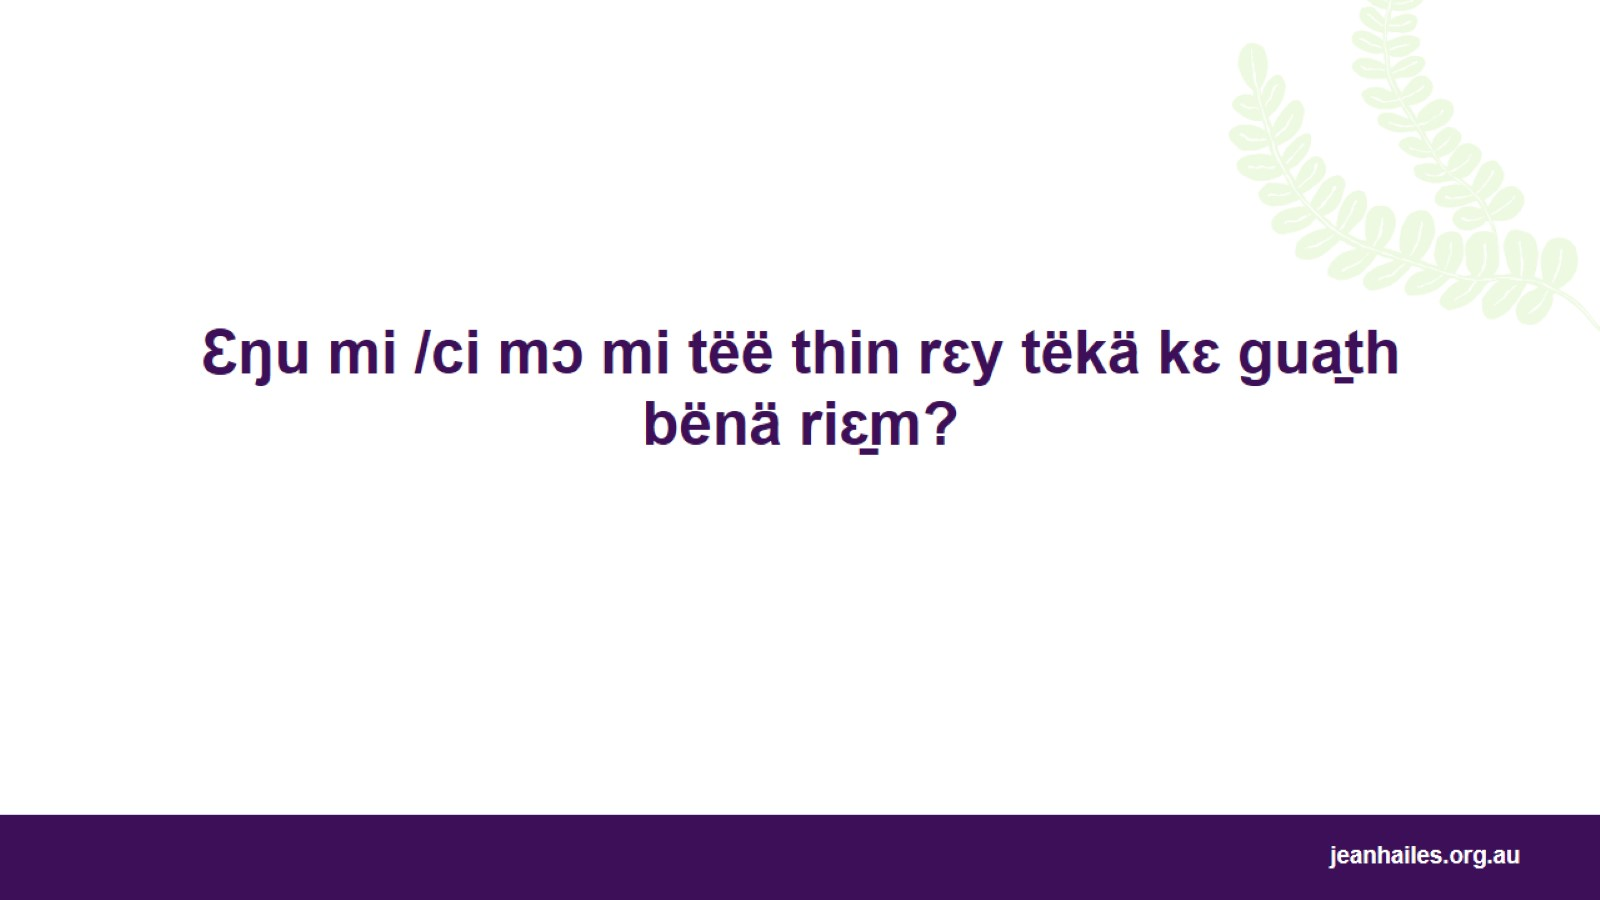 Ɛŋu mi /ci mɔ mi tëë thin rɛy tëkä kɛ gua̱th
bënä riɛ̱m?
jeanhailes.org.au